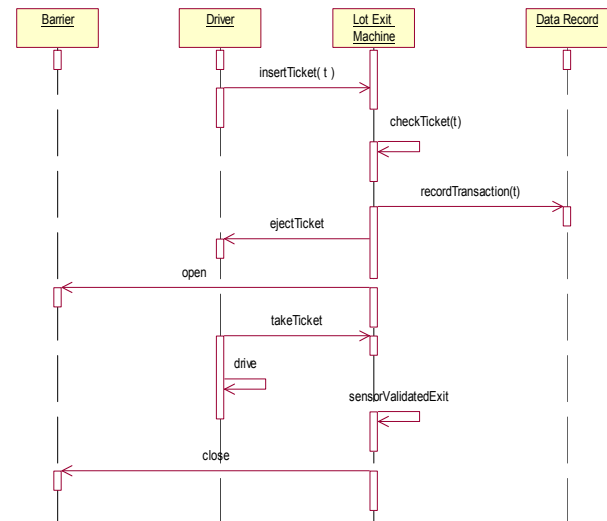 Barrier
Driver
Lot Exit
Machine
Data Record
insertTicket( t )
checkTicket(t)
recordTransaction(t)
ejectTicket
open
takeTicket
drive
sensorValidatedExit
close